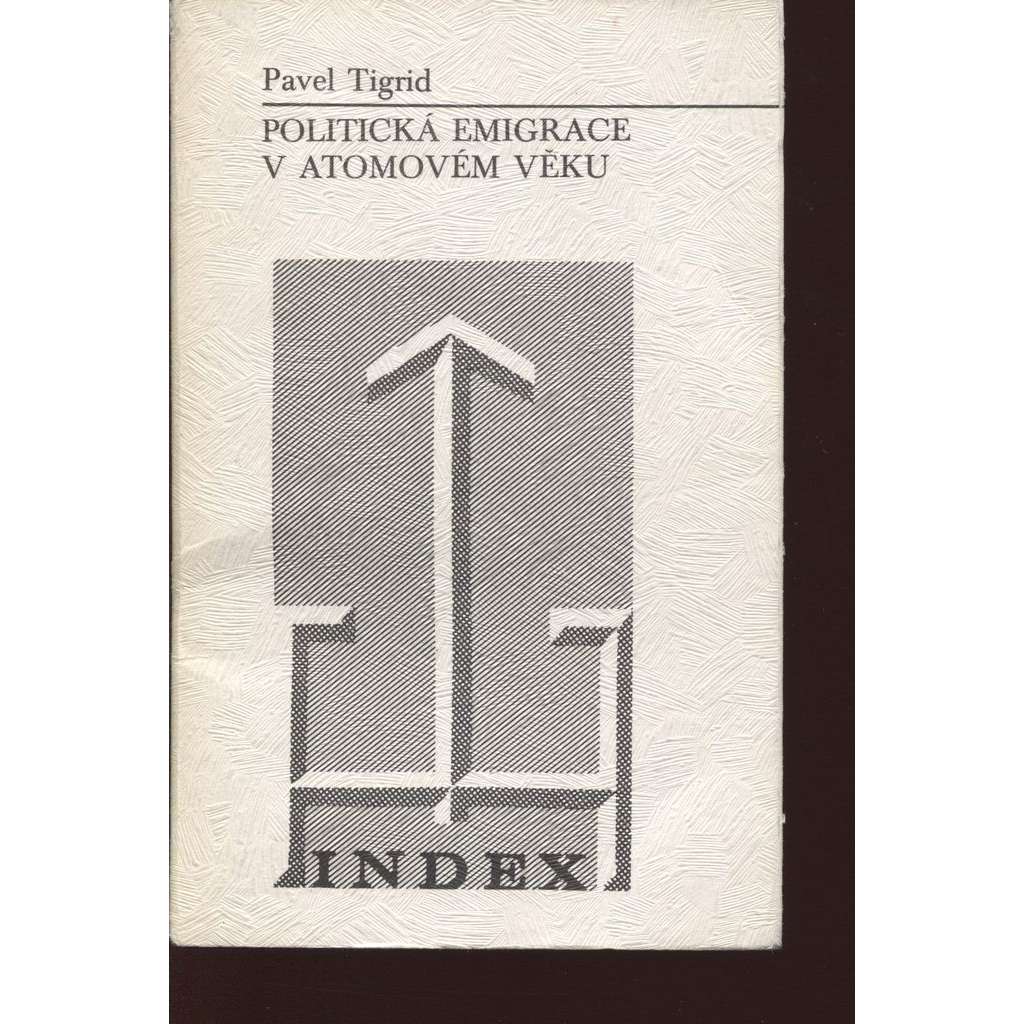 Pavel Tigrid
POLITICKÁ EMIGRACE
V ATOMOVÉM VĚKU
INDEX